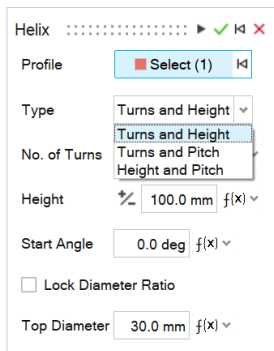 Helix
Profile Select (1)
Type Turns and Height
Turns and Height
No. of Turns Turns and Pitch
Height and Pitch
Height +/- 100.0 mm f(x)
Start Angle 0.0 deg f(x)
Lock Diameter Ratio
Top Diameter 30.0 mm f(x)